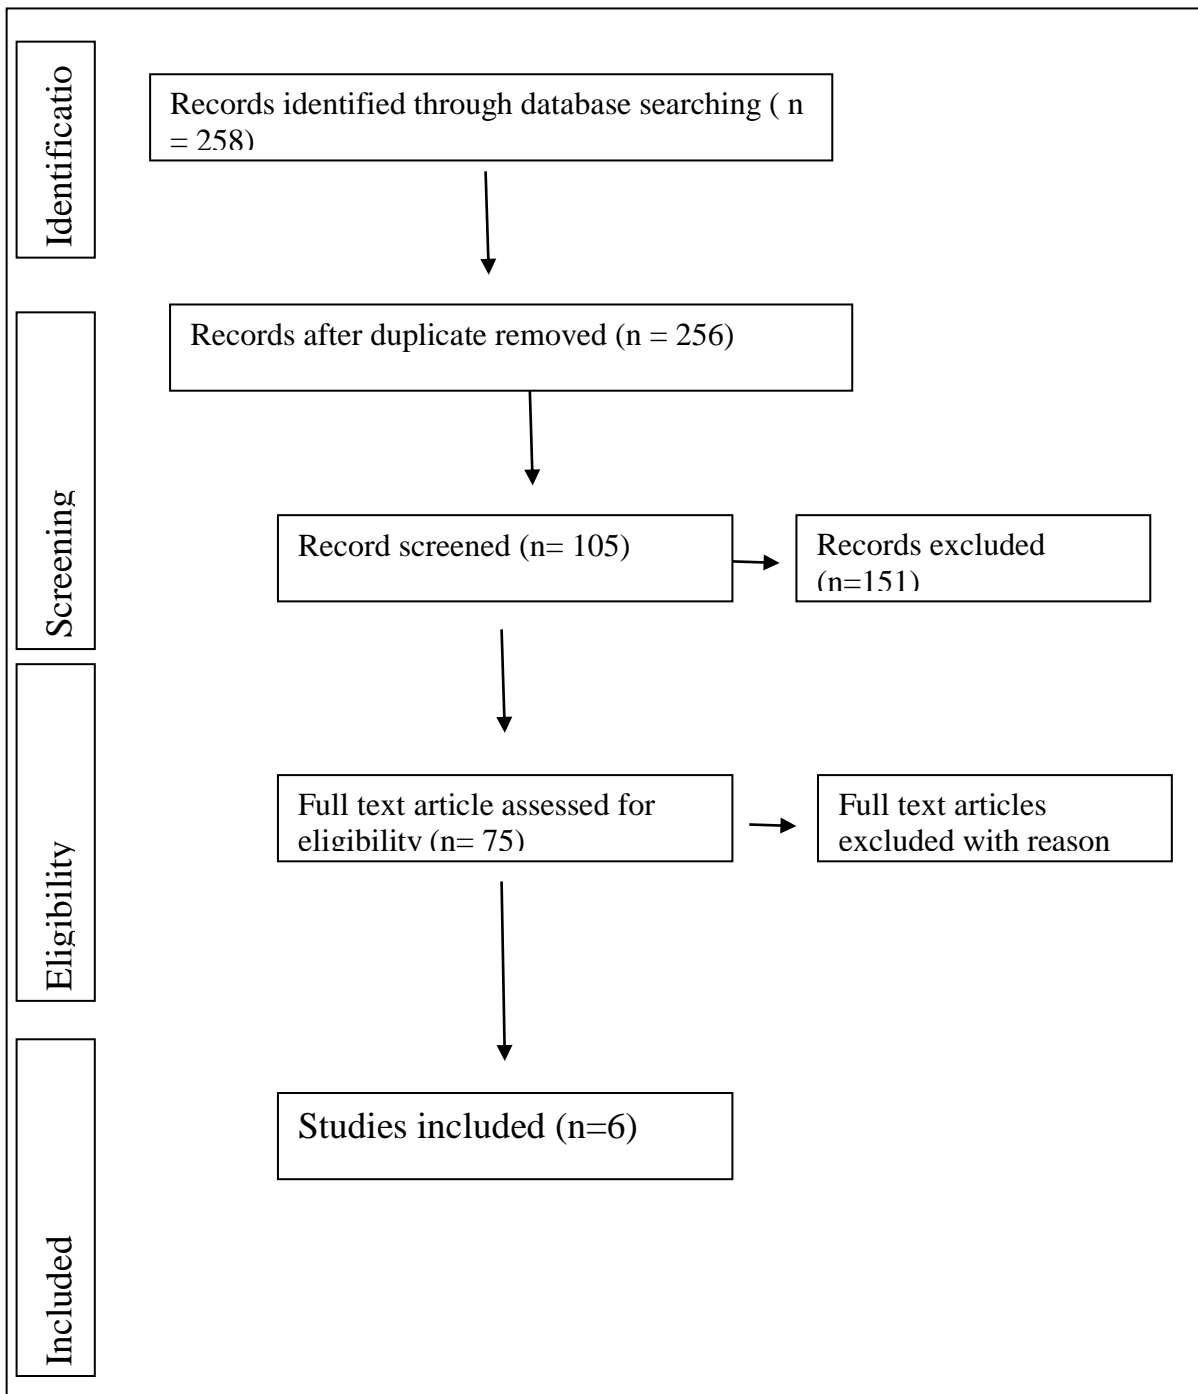 Identificatio
Records identified through database searching ( n
= 258)
Records after duplicate removed (n = 256)
Screening
Record screened (n= 105)
Records excluded
(n=151)
Eligibility
Full text article assessed for
eligibility (n= 75)
Full text articles
excluded with reason
Included
Studies included (n=6)